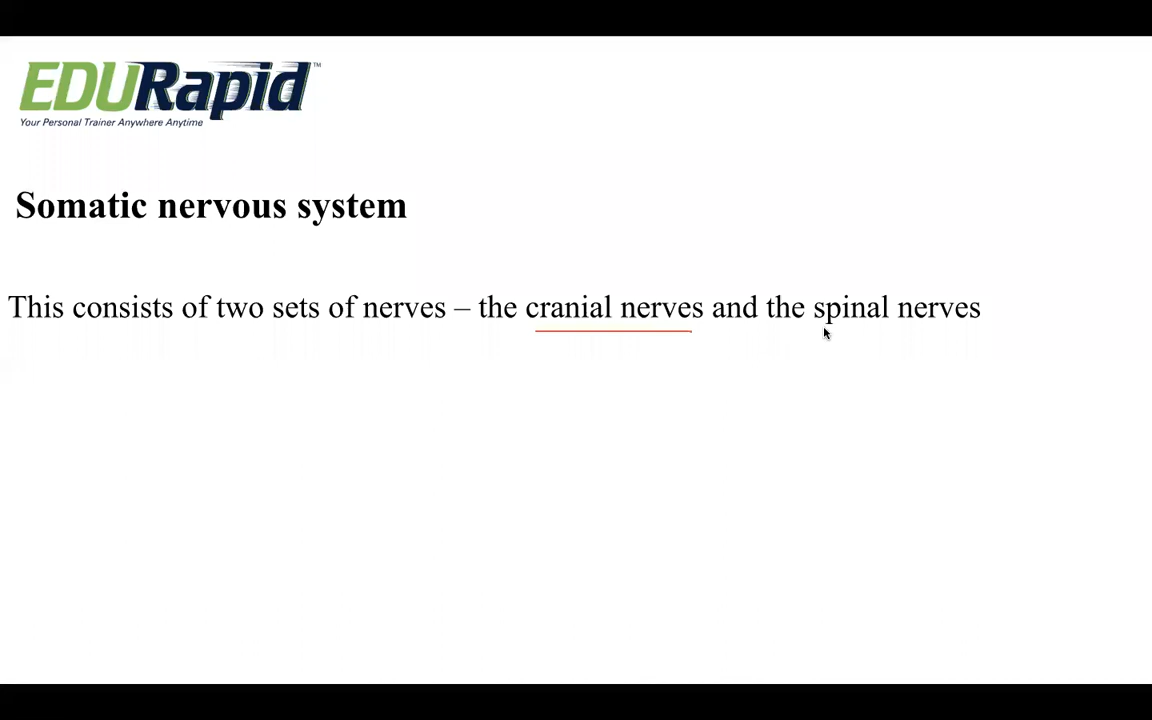 EDURapid™
Your Personal Trainer Anywhere Anytime
Somatic nervous system
This consists of two sets of nerves – the cranial nerves and the spinal nerves